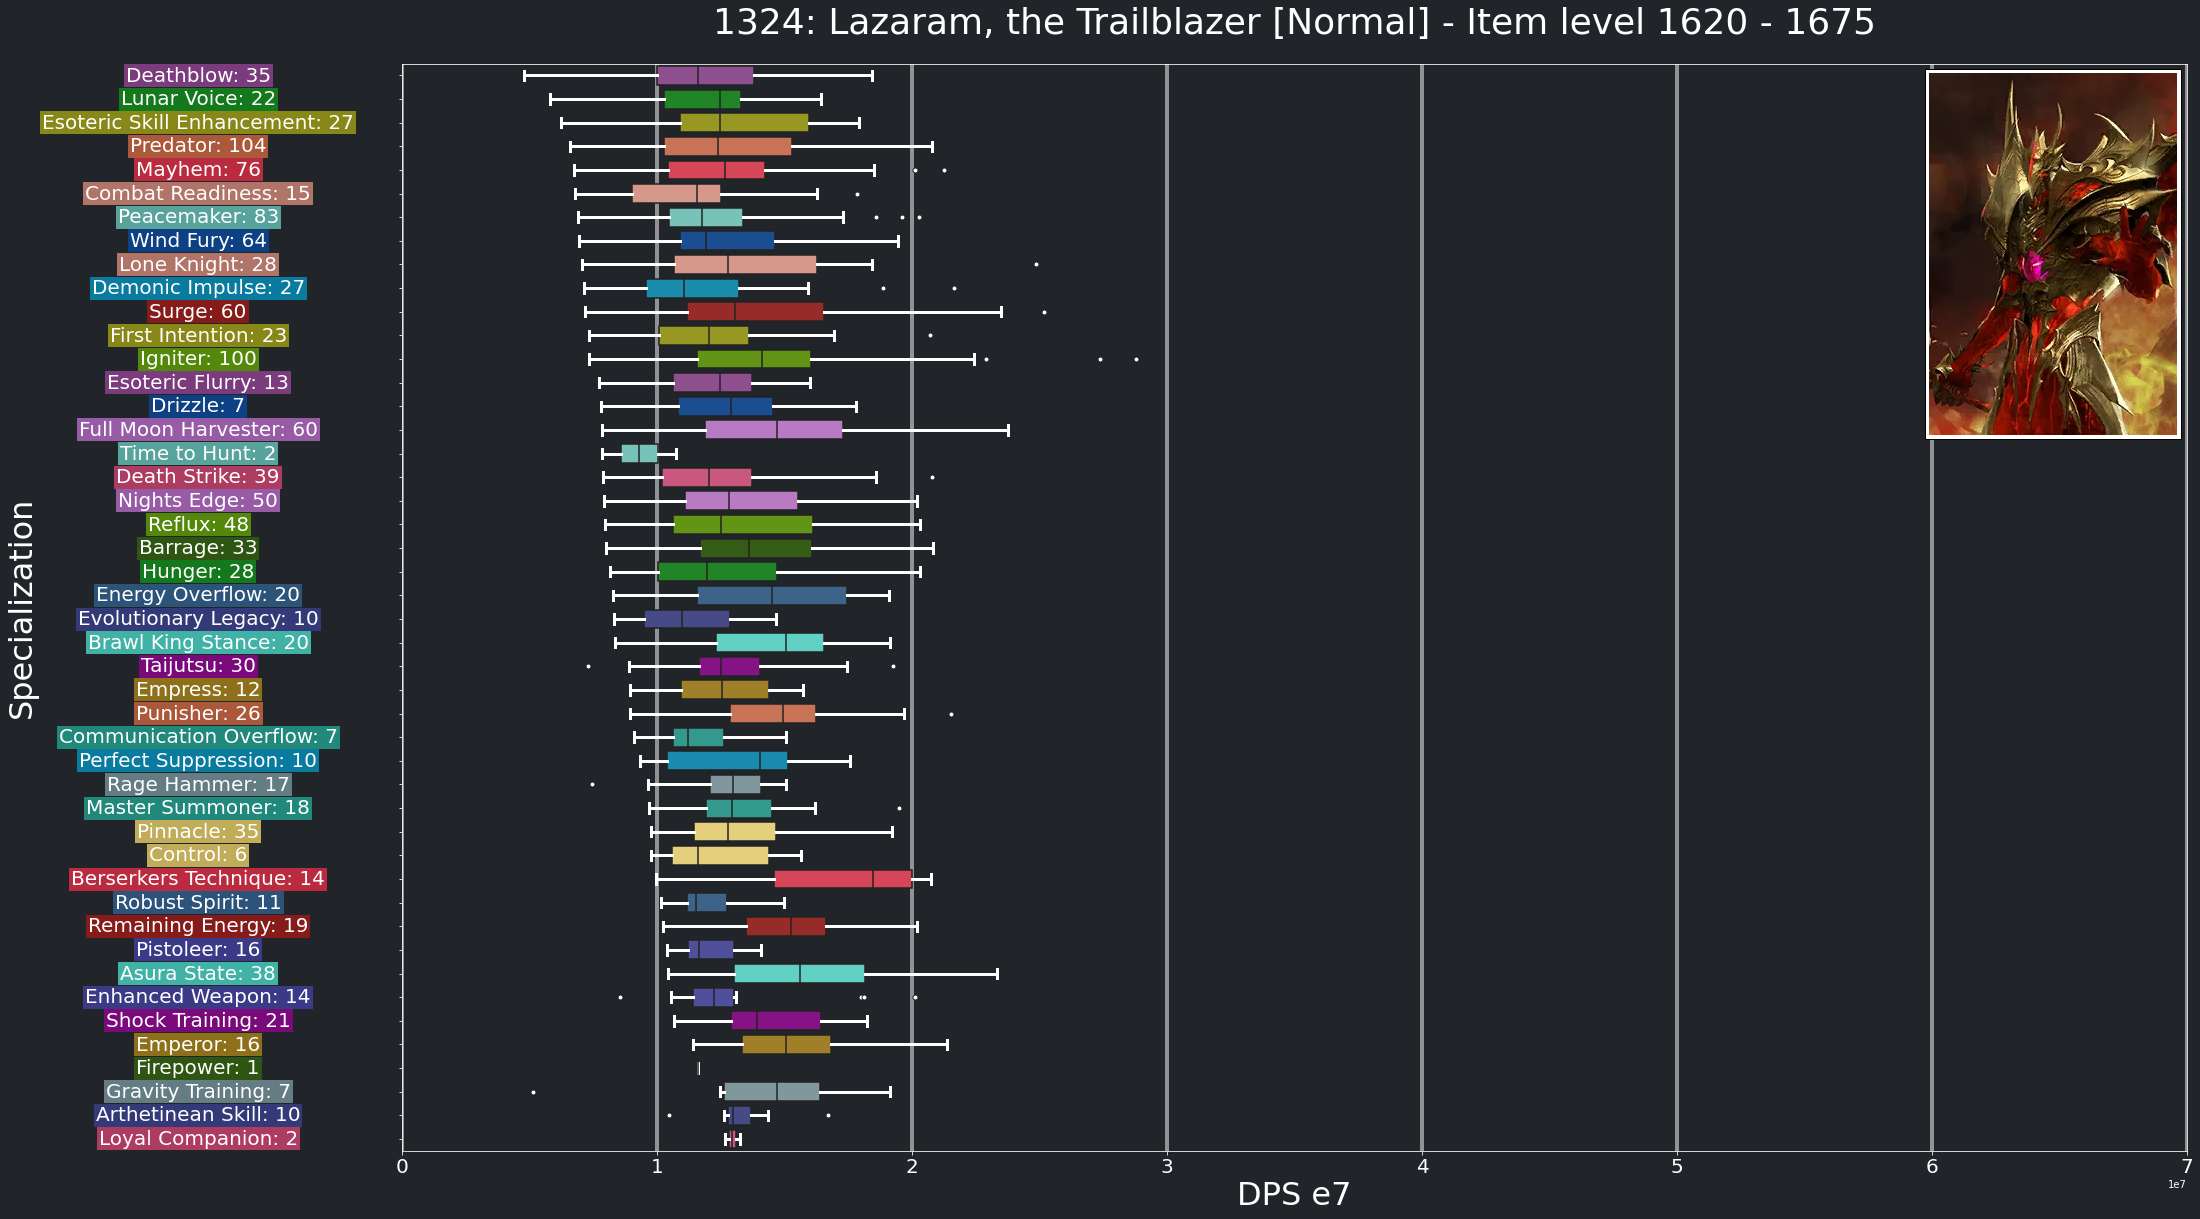 1324: Lazaram, the Trailblazer [Normal] - Item level 1620 - 1675
Specialization
Deathblow: 35
Lunar Voice: 22
Esoteric Skill Enhancement: 27
Predator: 104
Mayhem: 76
Combat Readiness: 15
Peacemaker: 83
Wind Fury: 64
Lone Knight: 28
Demonic Impulse: 27
Surge: 60
First Intention: 23
Igniter: 100
Esoteric Flurry: 13
Drizzle: 7
Full Moon Harvester: 60
Time to Hunt: 2
Death Strike: 39
Nights Edge: 50
Reflux: 48
Barrage: 33
Hunger: 28
Energy Overflow: 20
Evolutionary Legacy: 10
Brawl King Stance: 20
Taijutsu: 30
Empress: 12
Punisher: 26
Communication Overflow: 7
Perfect Suppression: 10
Rage Hammer: 17
Master Summoner: 18
Pinnacle: 35
Control: 6
Berserkers Technique: 14
Robust Spirit: 11
Remaining Energy: 19
Pistoleer: 16
Asura State: 38
Enhanced Weapon: 14
Shock Training: 21
Emperor: 16
Firepower: 1
Gravity Training: 7
Arthetinean Skill: 10
Loyal Companion: 2
0 1 2 3 4 5 6 7
DPS e7
1e7